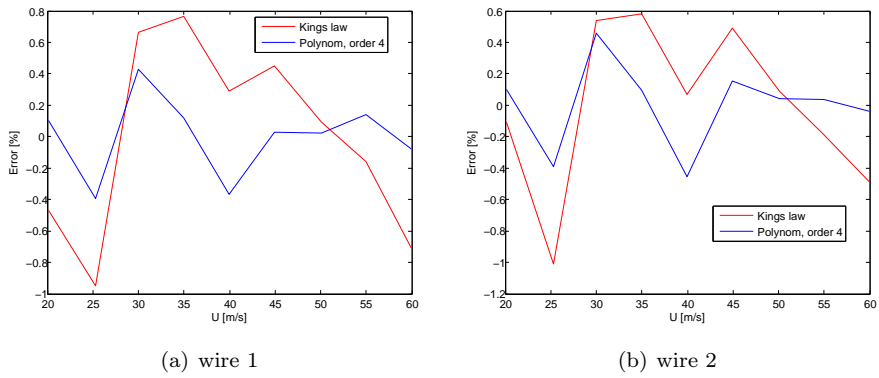 0.8
0.6
0.4
0.2
0
−0.2
−0.4
−0.6
−0.8
−1
20 25 30 35 40 45 50 55 60
U [m/s]
Error [%]
Kings law
Polynom, order 4
(a) wire 1
0.6
0.4
0.2
0
−0.2
−0.4
−0.6
−0.8
−1
−1.2
20 25 30 35 40 45 50 55 60
U [m/s]
Error [%]
Kings law
Polynom, order 4
(b) wire 2